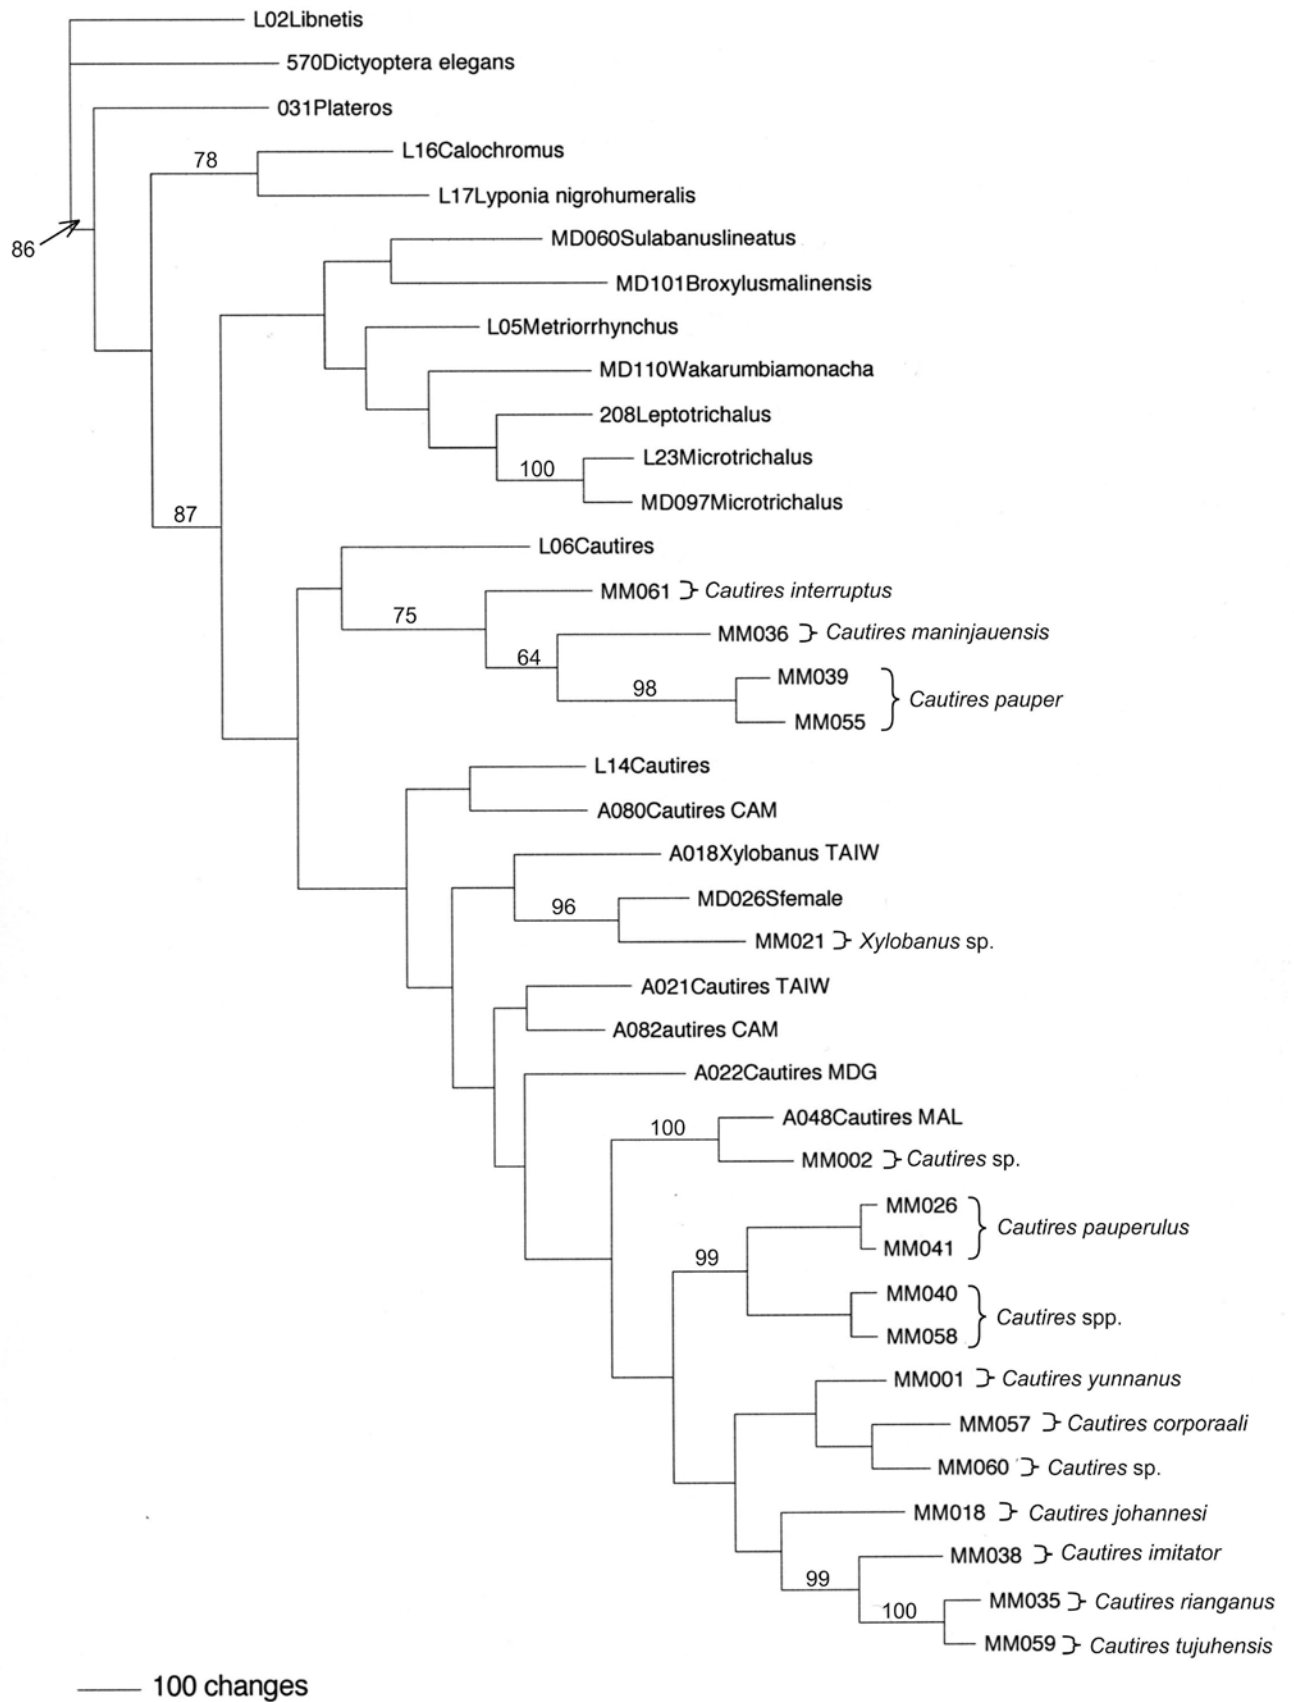 L02Libnetis
570Dictyoptera elegans
031Plateros
78
L16Calochromus
L17Lyponia nigrohumeralis
86
MD060Sulabanuslineatus
MD101Broxylusmalinensis
L05Metriorrhynchus
MD110Wakarumbiamonacha
208Leptotrichalus
100
L23Microtrichalus
MD097Microtrichalus
87
L06Cautires
75
MM061 Cautires interruptus
64
MM036 Cautires maninjauensis
98
MM039
Cautires pauper
MM055
L14Cautires
A080Cautires CAM
A018Xylobanus TAIW
96
MD026Sfemale
MM021 Xylobanus sp.
A021Cautires TAIW
A082autires CAM
A022Cautires MDG
100
A048Cautires MAL
MM002 Cautires sp.
MM026
Cautires pauperulus
MM041
99
MM040
Cautires spp.
MM058
MM001 Cautires yunnanus
MM057 Cautires corporaali
MM060 Cautires sp.
MM018 Cautires johannesi
MM038 Cautires imitator
99
MM035 Cautires rianganus
100
MM059 Cautires tujuhensis
100 changes